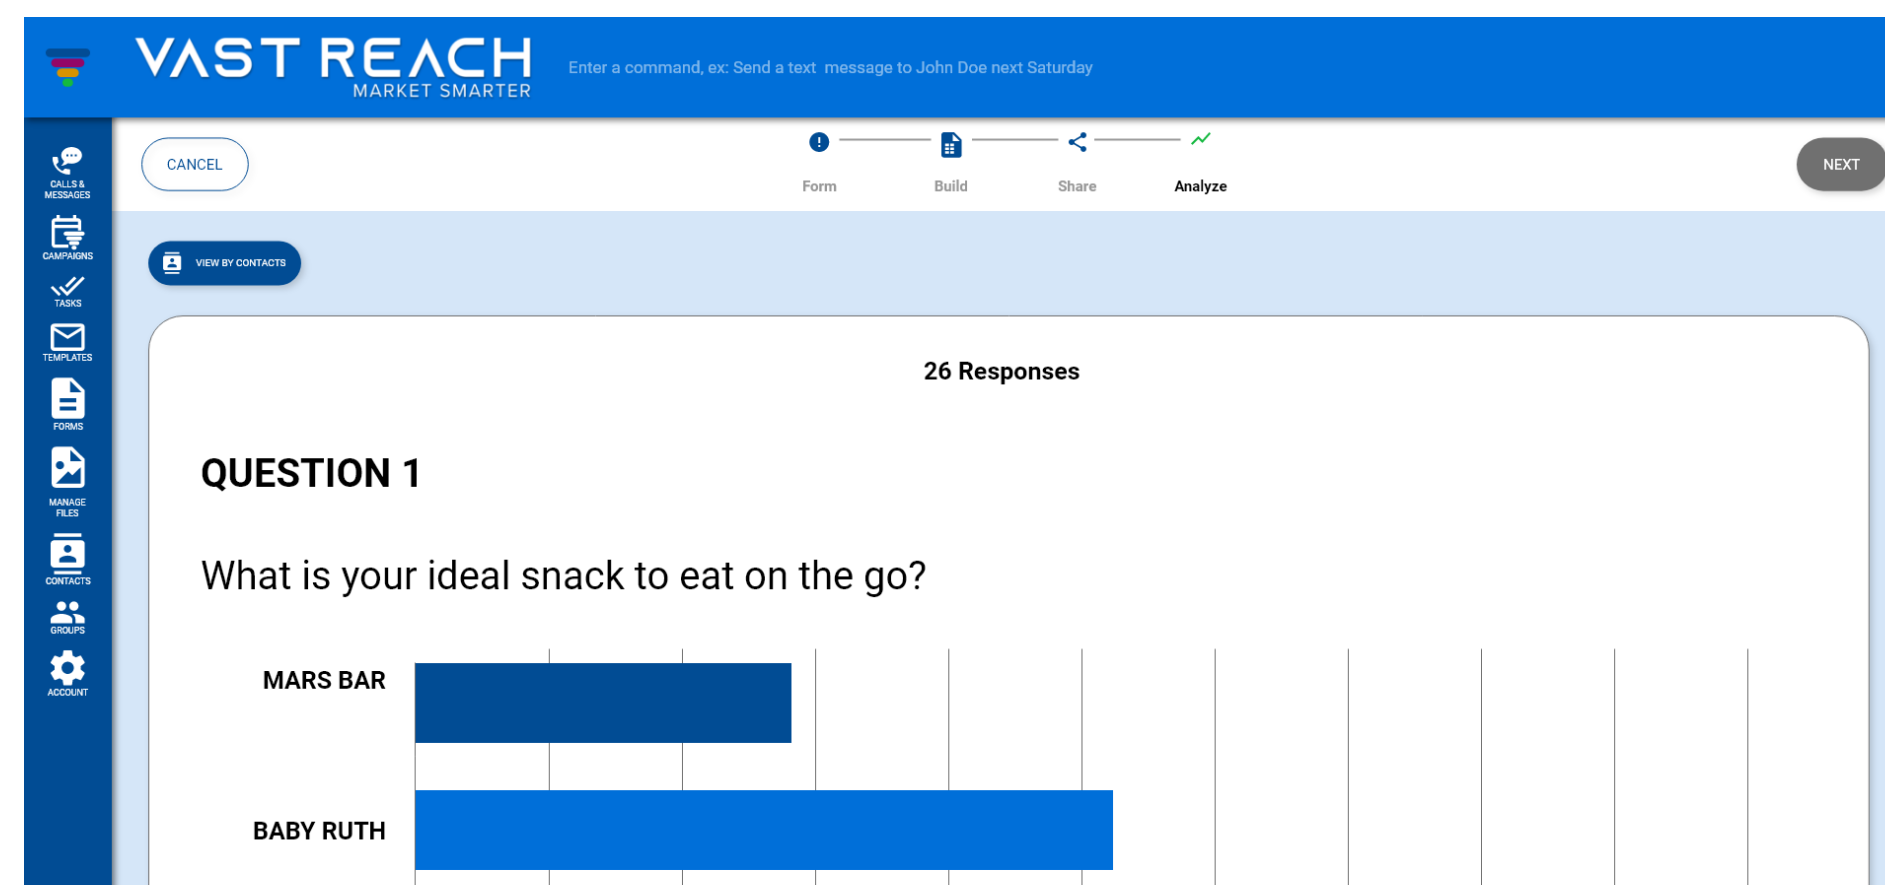 VAST REACH
MARKET SMARTER
Enter a command, ex: Send a text message to John Doe next Saturday
CANCEL
Form
Build
Share
Analyze
NEXT
CALLS &
MESSAGES
CAMPAIGNS
TASKS
TEMPLATES
FORMS
MANAGE
FILES
CONTACTS
GROUPS
ACCOUNT
VIEW BY CONTACTS
26 Responses
QUESTION 1
What is your ideal snack to eat on the go?
MARS BAR
BABY RUTH